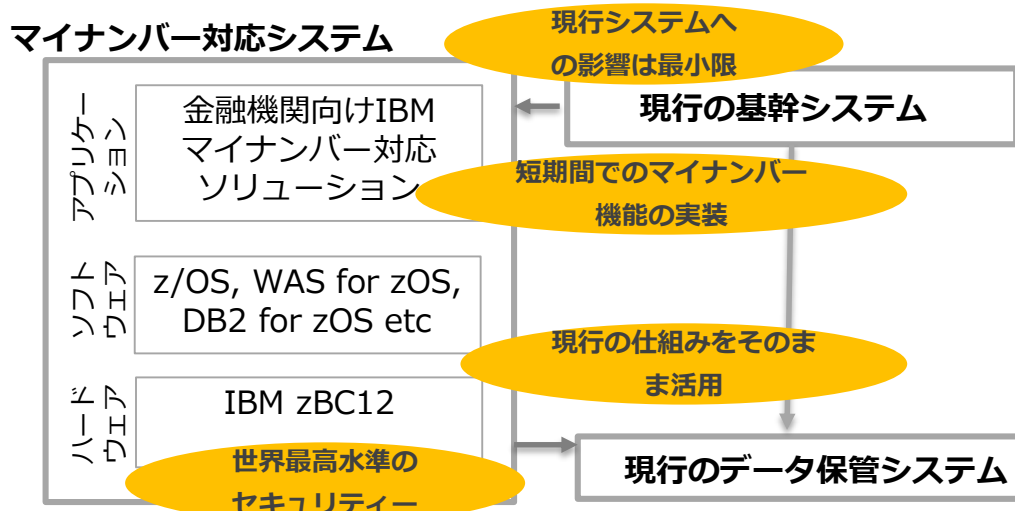 マイナンバー対応システム
現行システムへ
の影響は最小限
アプリケー
ション
金融機関向けIBM
マイナンバー対応
ソリューション
現行の基幹システム
短期間でのマイナンバー
機能の実装
ソフト
ウェア
z/OS, WAS for zOS,
DB2 for zOS etc
現行の仕組みをそのま
ま活用
ハード
ウェア
IBM zBC12
世界最高水準の
セキュリティー
現行のデータ保管システム